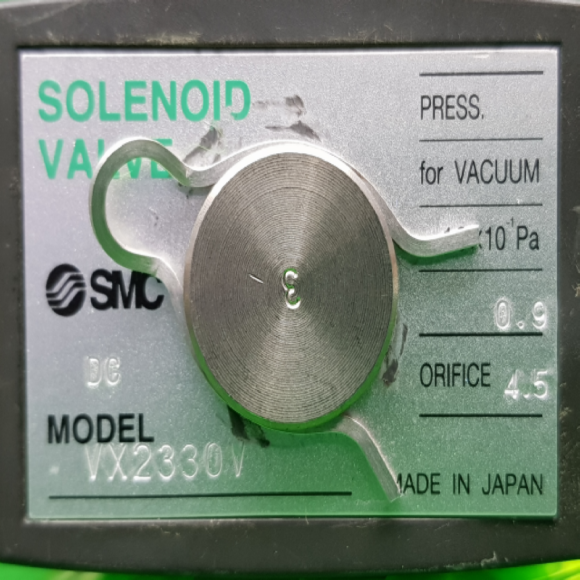 SOLENOID
VALVE
PRESS.
for VACUUM
x10⁻¹Pa
SMC
0.9
DC
ORIFICE 4.5
MODEL
VX2330V
MADE IN JAPAN